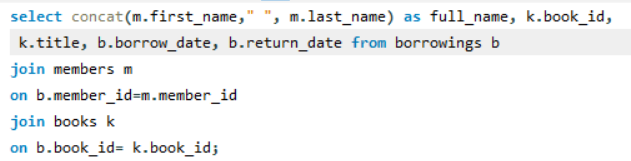 select concat(m.first_name," ", m.last_name) as full_name, k.book_id,
k.title, b.borrow_date, b.return_date from borrowings b
join members m
on b.member_id=m.member_id
join books k
on b.book_id= k.book_id;